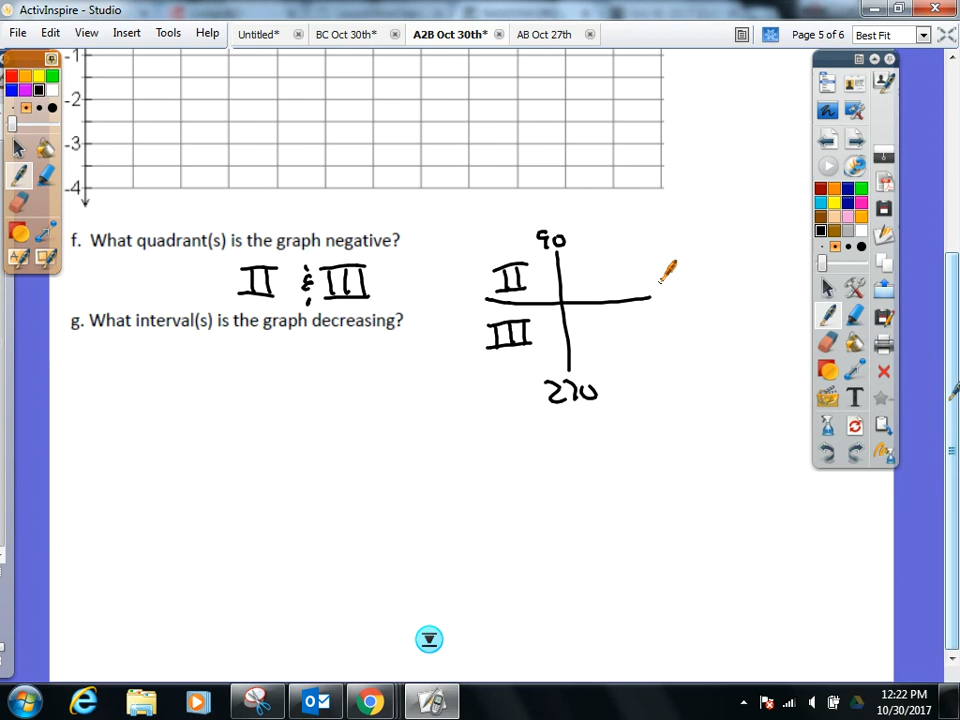 ActivInspire - Studio
File Edit View Insert Tools Help
Untitled* BC Oct 30th* A2B Oct 30th* AB Oct 27th
Page 5 of 6 Best Fit
-1
-2
-3
-4
f. What quadrant(s) is the graph negative?
II & III
g. What interval(s) is the graph decreasing?
90
II
III
270
12:22 PM
10/30/2017